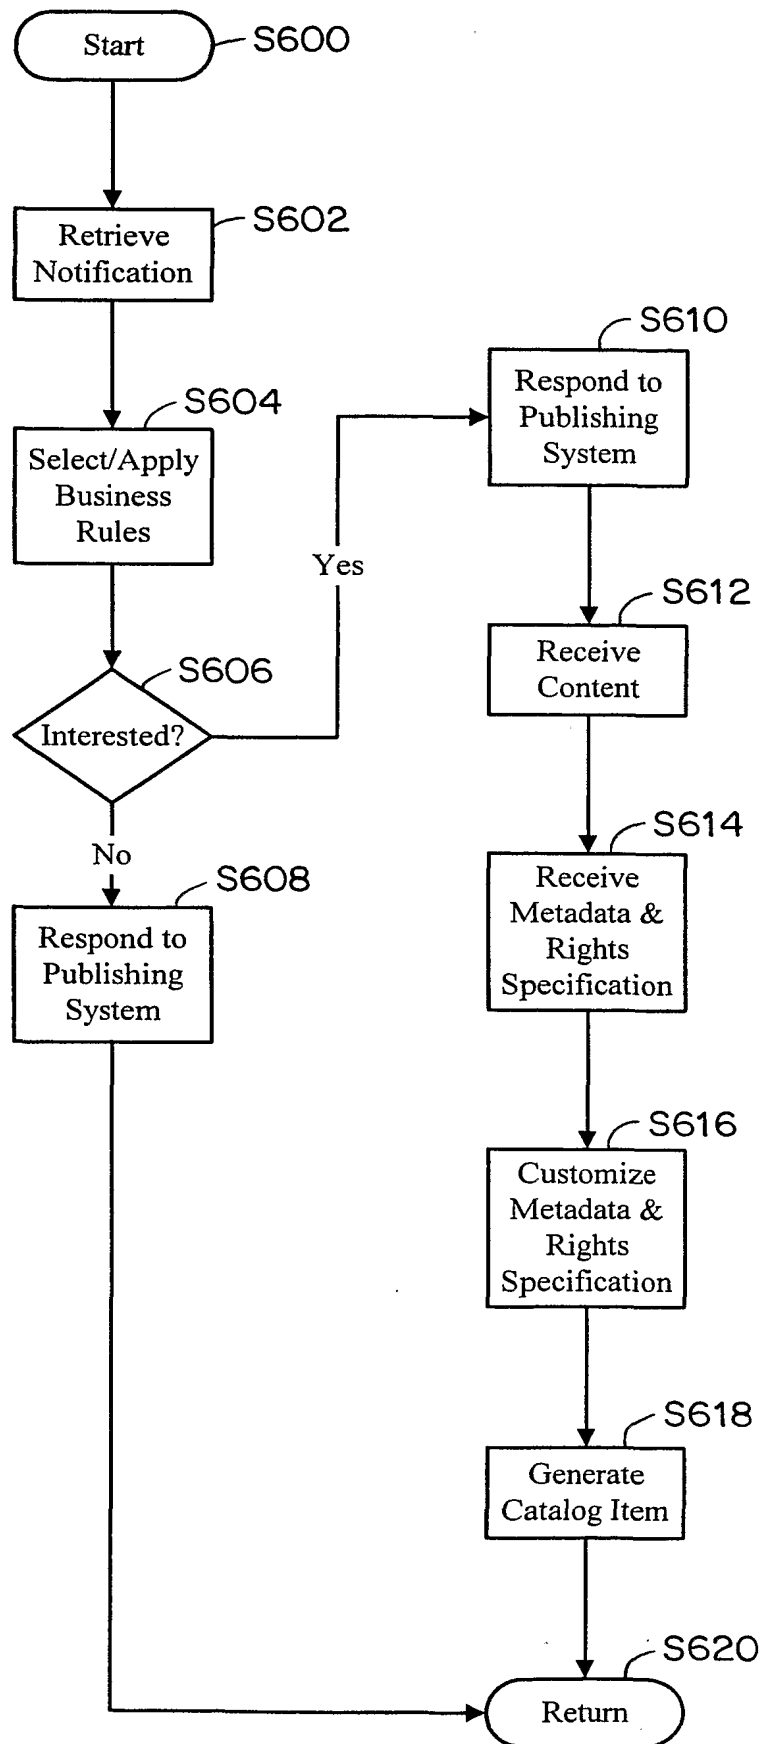 Start
S600
Retrieve
Notification
S602
Select/Apply
Business
Rules
S604
Interested?
S606
Yes
No
Respond to
Publishing
System
S608
Respond to
Publishing
System
S610
Receive
Content
S612
Receive
Metadata &
Rights
Specification
S614
Customize
Metadata &
Rights
Specification
S616
Generate
Catalog Item
S618
Return
S620